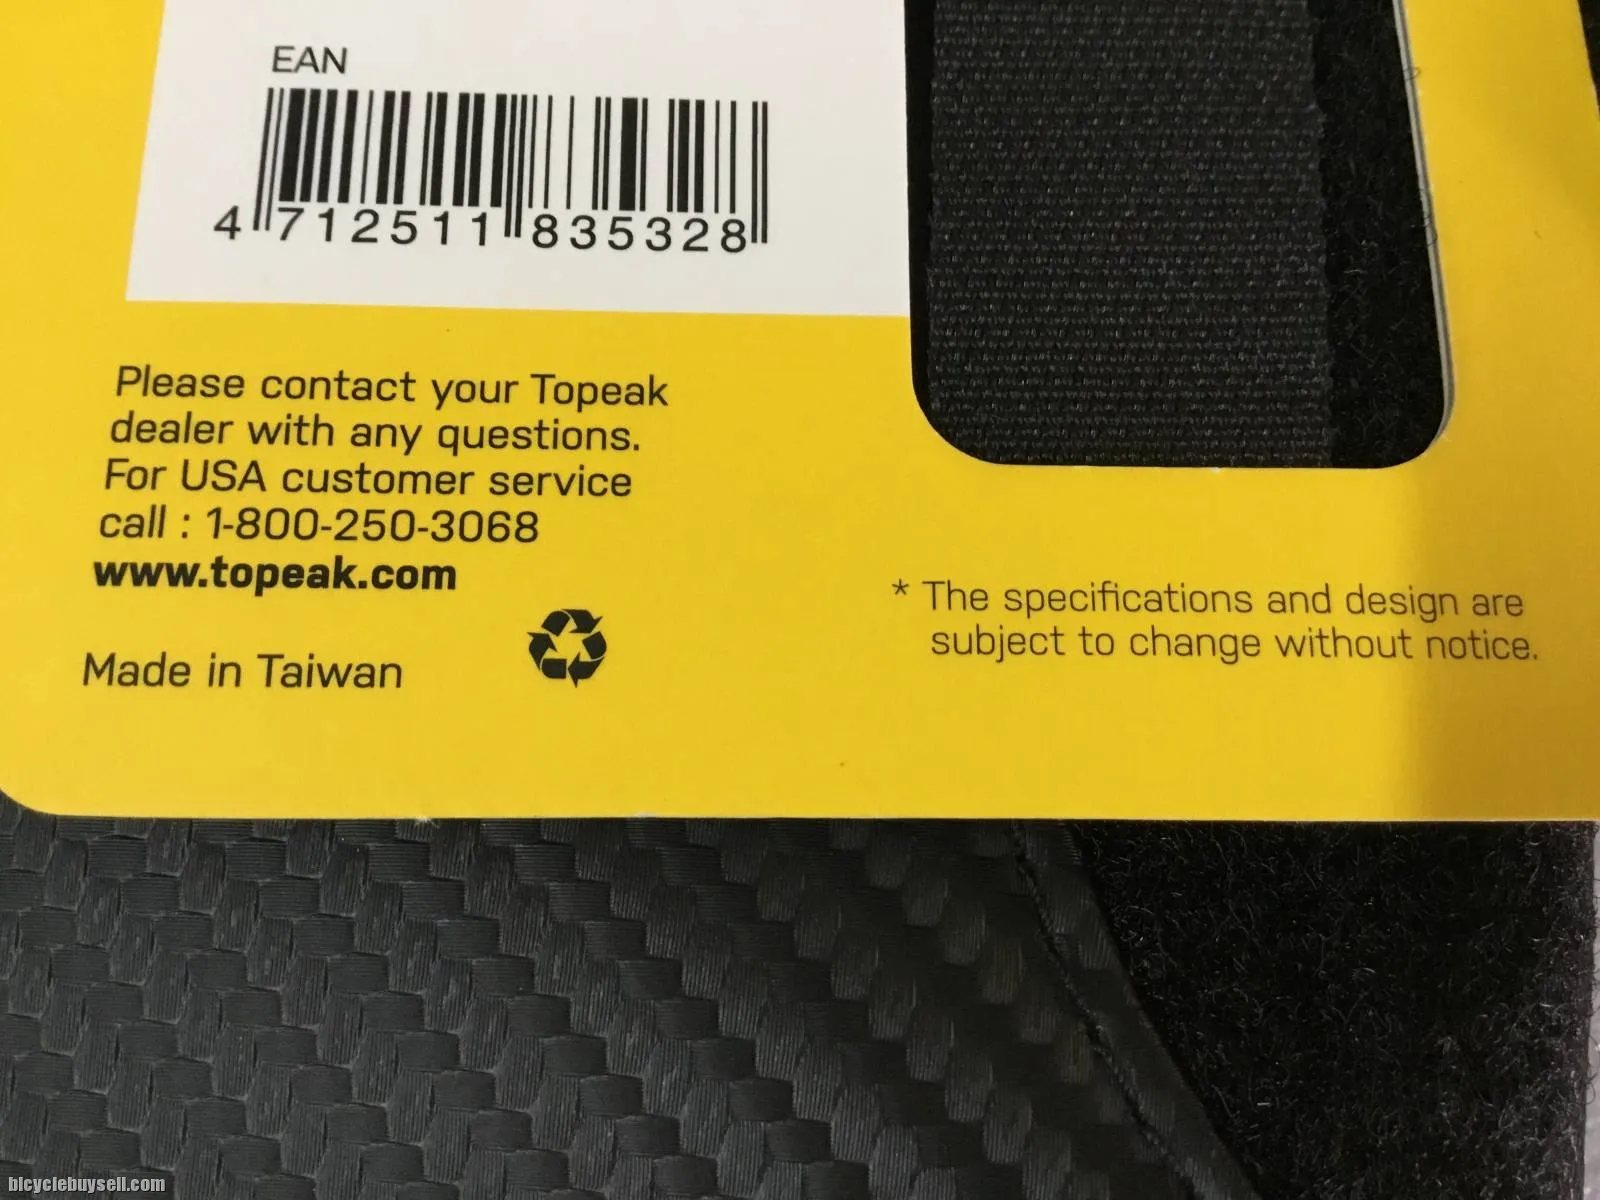 EAN
4 712511 835328
Please contact your Topeak
dealer with any questions.
For USA customer service
call : 1-800-250-3068
www.topeak.com
Made in Taiwan
* The specifications and design are
subject to change without notice.
bicyclebuysell.com